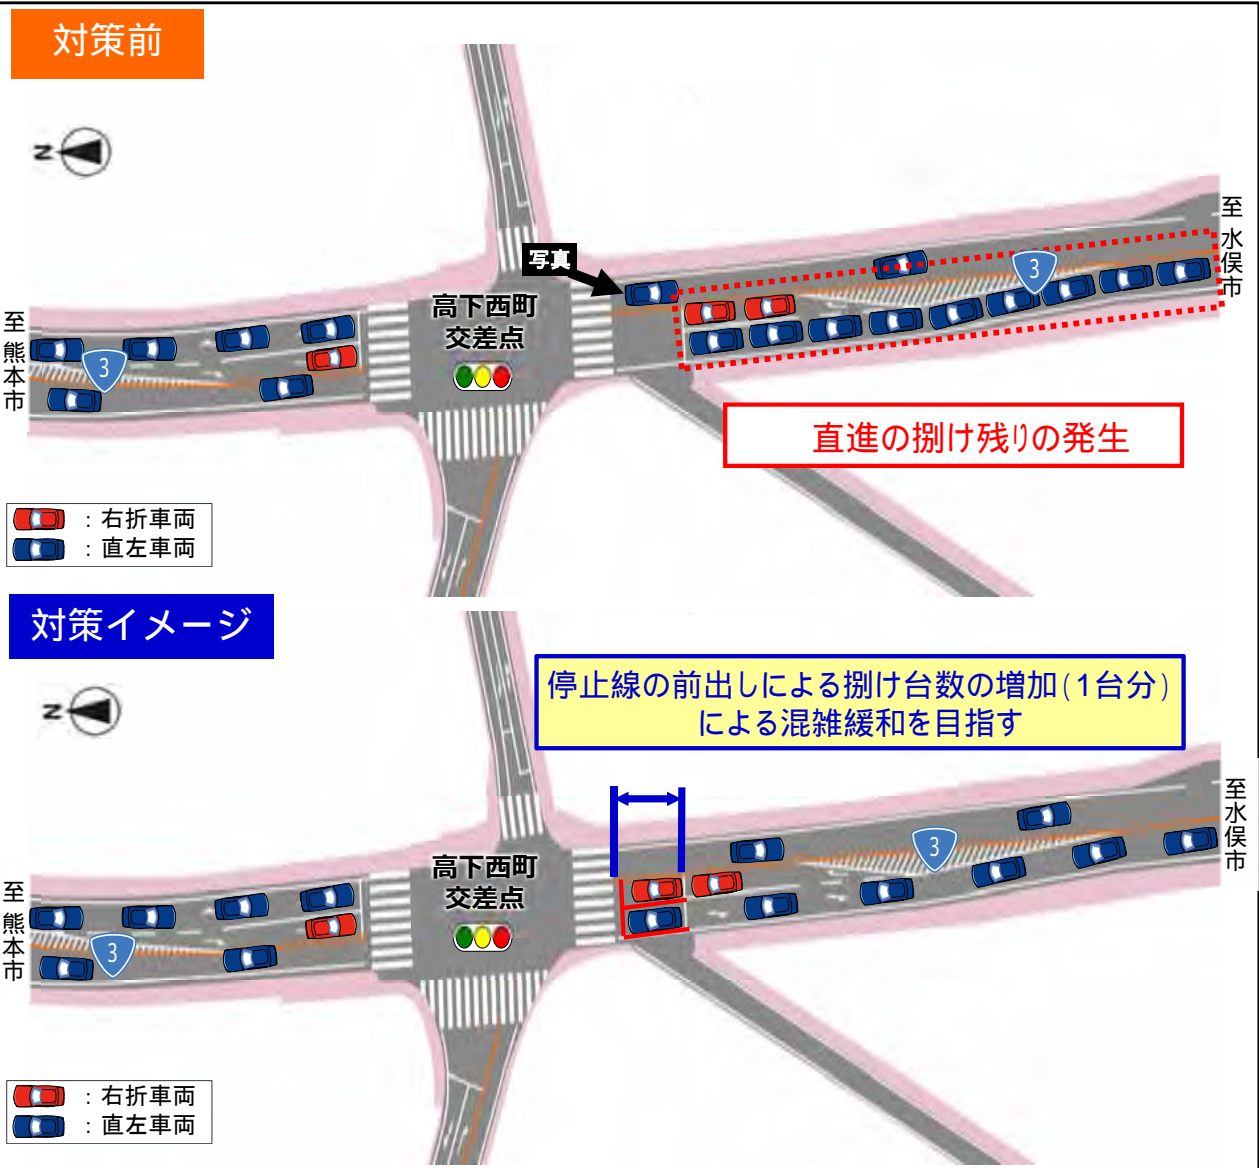 対策前
N
写真
至 水俣市
3
高下西町
交差点
至 熊本市
3
直進の捌け残りの発生
：右折車両
：直左車両
対策イメージ
N
停止線の前出しによる捌け台数の増加(1台分)
による混雑緩和を目指す
至 水俣市
3
高下西町
交差点
至 熊本市
3
：右折車両
：直左車両